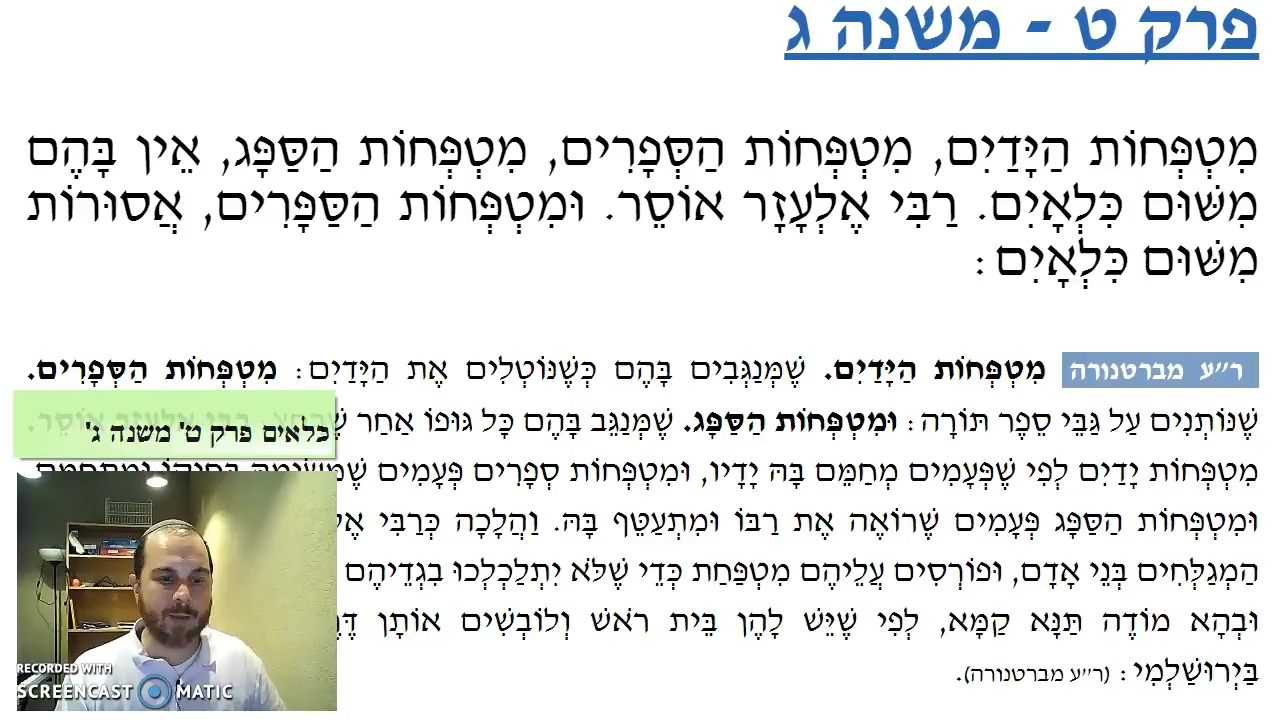 פרק ט - משנה ג
מִטְפְּחוֹת הַיָּדַיִם, מִטְפְּחוֹת הַסְּפָרִים, מִטְפְּחוֹת הַסַּפָּג, אֵין בָּהֶם
מִשּׁוּם כִּלְאָיִם. רַבִּי אֶלְעָזָר אוֹסֵר. וּמִטְפְּחוֹת הַסַּפָּרִים, אֲסוּרוֹת
מִשּׁוּם כִּלְאָיִם:
ר"ע מברטנורה מִטְפְּחוֹת הַיָּדַיִם. שֶׁמְּנַגְּבִים בָּהֶם כְּשֶׁנּוֹטְלִים אֶת הַיָּדַיִם: מִטְפְּחוֹת הַסְּפָרִים.
שֶׁנּוֹתְנִים עַל גַּבֵּי סֵפֶר תּוֹרָה: וּמִטְפְּחוֹת הַסַּפָּג. שֶׁמְּנַגֵּב בָּהֶם כָּל גּוּפוֹ אַחַר שֶׁרָחַץ. רַבִּי אֶלְעָזָר אוֹסֵר.
כלאים פרק ט' משנה ג'
מִטְפְּחוֹת יָדַיִם לְפִי שֶׁפְּעָמִים מְחַמֵּם בָּהּ יָדָיו, וּמִטְפְּחוֹת סְפָרִים פְּעָמִים
וּמִטְפְּחוֹת הַסַּפָּג פְּעָמִים שֶׁרוֹאֶה אֶת רַבּוֹ וּמִתְעַטֵּף בָּהּ. וַהֲלָכָה כְּרַבִּי
הַמְגַלְּחִים בְּנֵי אָדָם, וּפוֹרְסִים עֲלֵיהֶם מִטְפַּחַת כְּדֵי שֶׁלֹּא יִתְלַכְלְכוּ בִגְדֵיהֶם
וּבְהָא מוֹדֶה תַּנָּא קַמָּא, לְפִי שֶׁיֵּשׁ לָהֶן בֵּית רֹאשׁ וְלוֹבְשִׁים אוֹתָן
בַּיְרוּשַׁלְמִי: (ר"ע מברטנורה).
RECORDED WITH
SCREENCAST MATIC